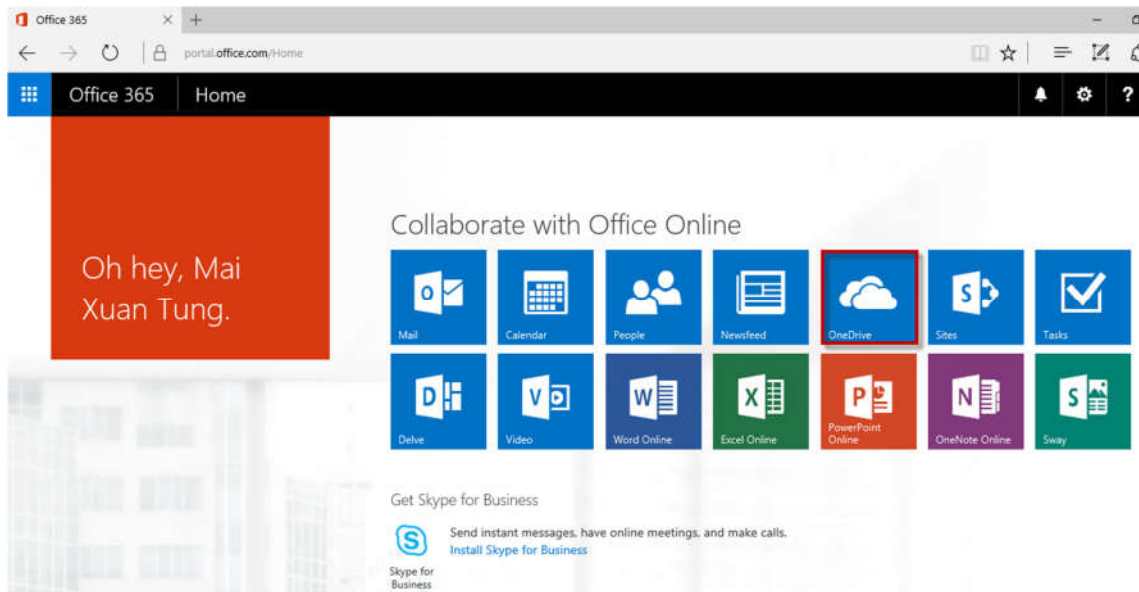 Office 365
portal.office.com/Home
Office 365 Home
Oh hey, Mai
Xuan Tung.
Collaborate with Office Online
Mail Calendar People Newsfeed OneDrive Sites Tasks
Delve Video Word Online Excel Online PowerPoint Online OneNote Online Sway
Get Skype for Business
Send instant messages, have online meetings, and make calls.
Install Skype for Business
Skype for
Business